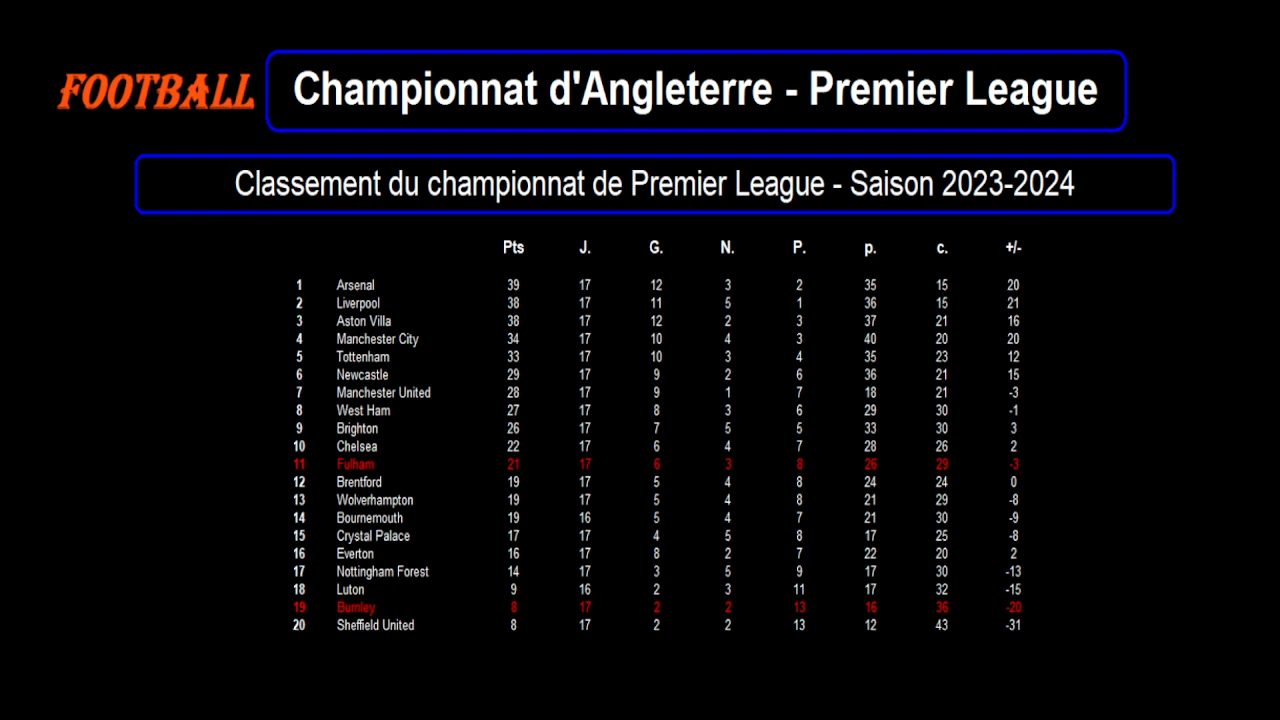 FOOTBALL Championnat d'Angleterre - Premier League
Classement du championnat de Premier League - Saison 2023-2024
Pts J. G. N. P. p. c. +/-
1 Arsenal 39 17 12 3 2 35 15 20
2 Liverpool 38 17 11 5 1 36 15 21
3 Aston Villa 38 17 12 2 3 37 21 16
4 Manchester City 34 17 10 4 3 40 20 20
5 Tottenham 33 17 10 3 4 35 23 12
6 Newcastle 29 17 9 2 6 36 21 15
7 Manchester United 28 17 9 1 7 18 21 -3
8 West Ham 27 17 8 3 6 29 30 -1
9 Brighton 26 17 7 5 5 33 30 3
10 Chelsea 22 17 6 4 7 28 26 2
11 Fulham 21 17 6 3 8 26 29 -3
12 Brentford 19 17 5 4 8 24 24 0
13 Wolverhampton 19 17 5 4 8 21 29 -8
14 Bournemouth 19 16 5 4 7 21 30 -9
15 Crystal Palace 17 17 4 5 8 17 25 -8
16 Everton 16 17 8 2 7 22 20 2
17 Nottingham Forest 14 17 3 5 9 17 30 -13
18 Luton 9 16 2 3 11 17 32 -15
19 Burnley 8 17 2 2 13 16 36 -20
20 Sheffield United 8 17 2 2 13 12 43 -31